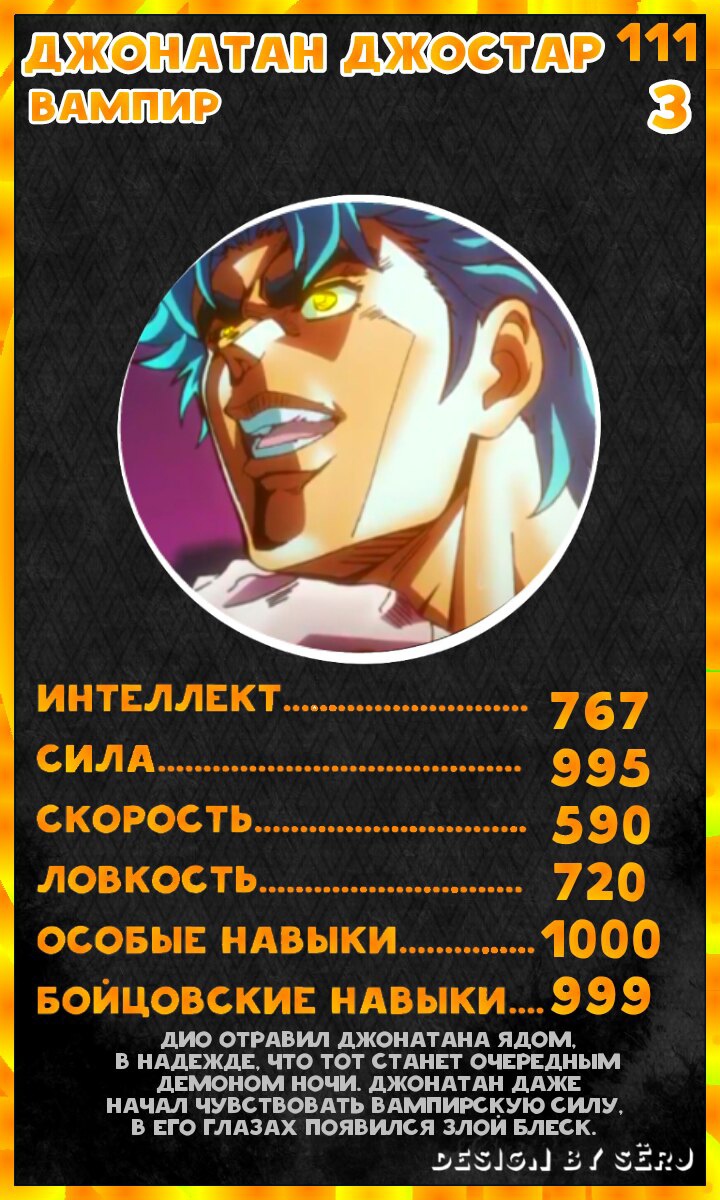 ДЖОНАТАН ДЖОСТАР 111
ВАМПИР 3
ИНТЕЛЛЕКТ........................... 767
СИЛА........................................ 995
СКОРОСТЬ.............................. 590
ЛОВКОСТЬ............................. 720
ОСОБЫЕ НАВЫКИ...............1000
БОЙЦОВСКИЕ НАВЫКИ....999
ДИО ОТРАВИЛ ДЖОНАТАНА ЯДОМ,
В НАДЕЖДЕ, ЧТО ТОТ СТАНЕТ ОЧЕРЕДНЫМ
ДЕМОНОМ НОЧИ. ДЖОНАТАН ДАЖЕ
НАЧАЛ ЧУВСТВОВАТЬ ВАМПИРСКУЮ СИЛУ,
В ЕГО ГЛАЗАХ ПОЯВИЛСЯ ЗЛОЙ БЛЕСК.
DESIGN BY SЁRJ